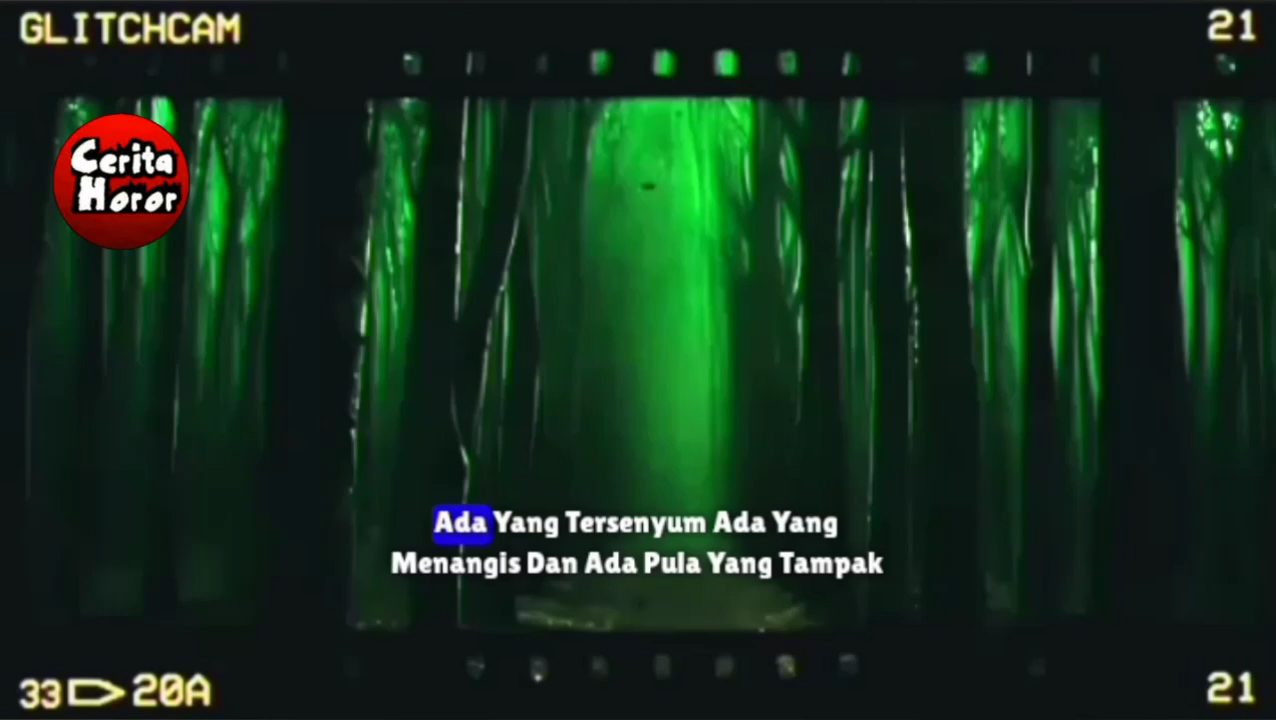 GLITCHCAM
21
Cerita
Horor
Ada Yang Tersenyum Ada Yang
Menangis Dan Ada Pula Yang Tampak
33 20A
21